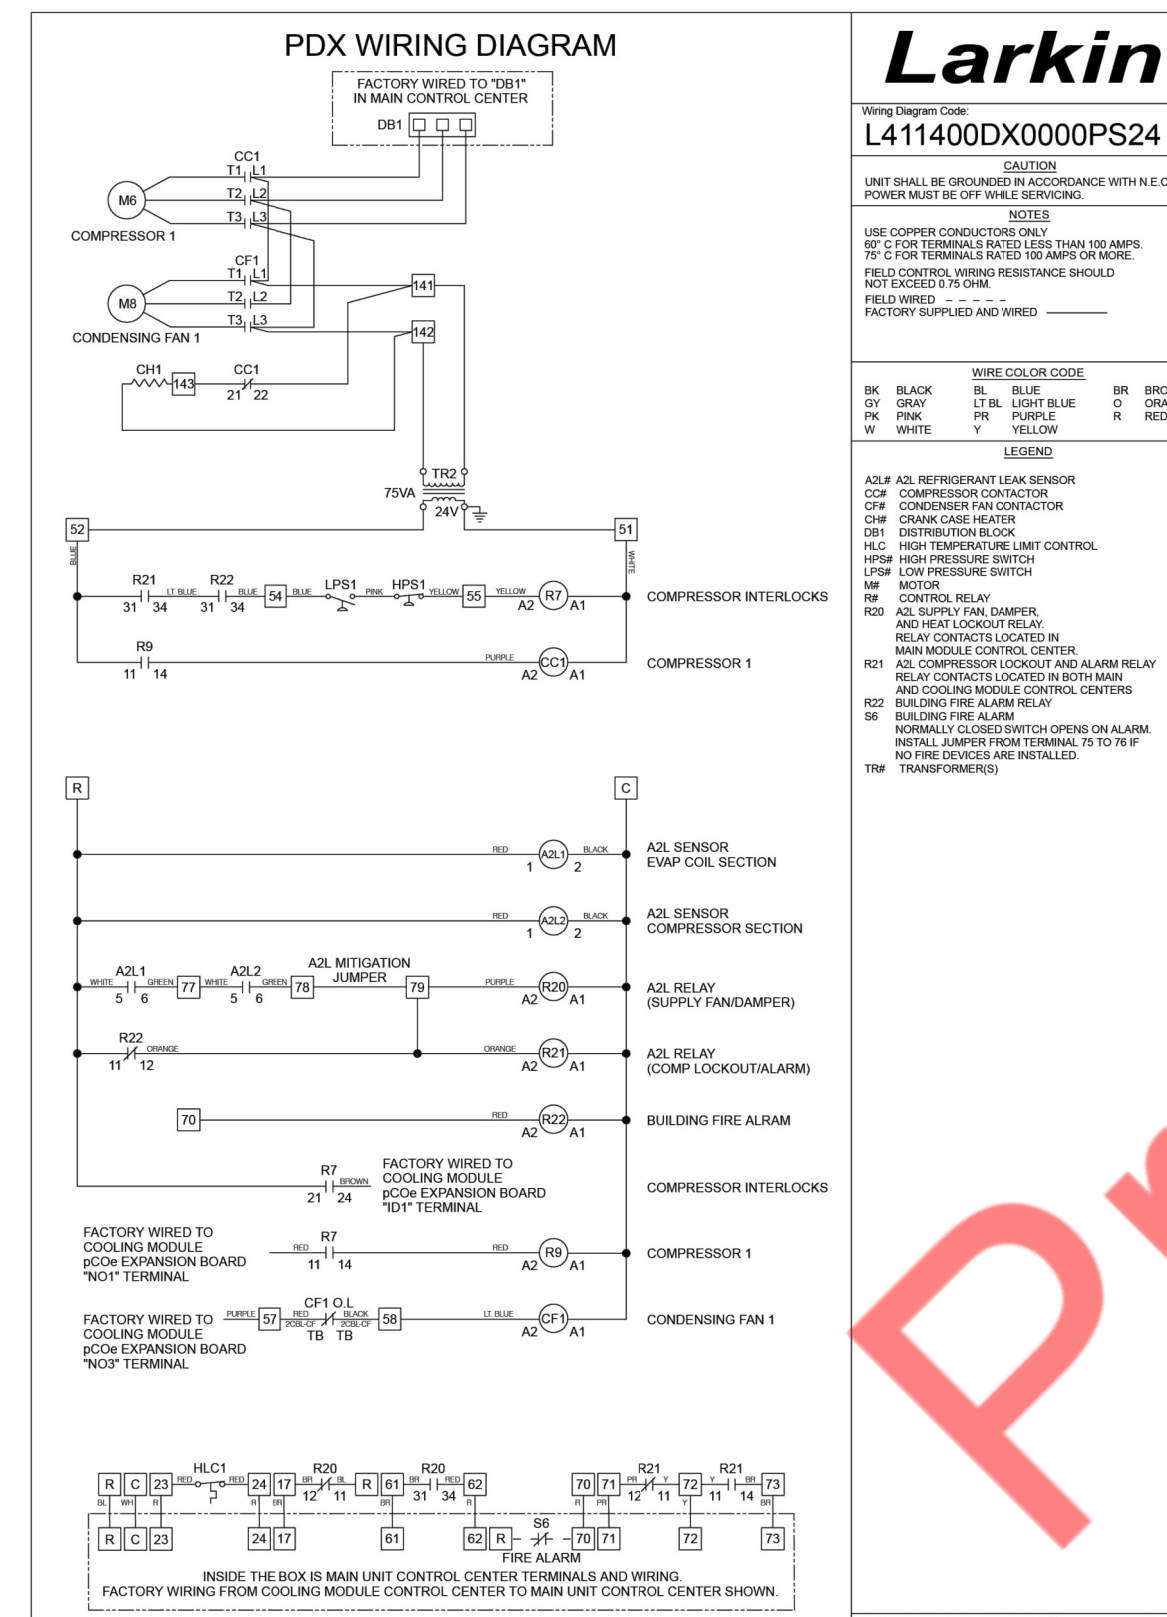 PDX WIRING DIAGRAM
FACTORY WIRED TO "DB1"
IN MAIN CONTROL CENTER
DB1
CC1
T1 L1
M6
T2 L2
T3 L3
COMPRESSOR 1
CF1
T1 L1
141
M8
T2 L2
T3 L3
142
CONDENSING FAN 1
CH1
143
CC1
21 22
TR2
75VA
24V
52
51
BLUE
WHITE
R21
31 34
LT. BLUE
R22
31 34
BLUE
54
BLUE
LPS1
PINK
HPS1
YELLOW
55
YELLOW
A2
R7
A1
COMPRESSOR INTERLOCKS
R9
11 14
PURPLE
A2
CC1
A1
COMPRESSOR 1
R
C
RED
1
A2L1
BLACK
2
A2L SENSOR
EVAP COIL SECTION
RED
1
A2L2
BLACK
2
A2L SENSOR
COMPRESSOR SECTION
WHITE
A2L1
5 6
GREEN
77
WHITE
A2L2
5 6
GREEN
78
A2L MITIGATION
JUMPER
79
PURPLE
A2
R20
A1
A2L RELAY
(SUPPLY FAN/DAMPER)
R22
11 12
ORANGE
ORANGE
A2
R21
A1
A2L RELAY
(COMP LOCKOUT/ALARM)
70
RED
A2
R22
A1
BUILDING FIRE ALRAM
R7
21 24
BROWN
FACTORY WIRED TO
COOLING MODULE
pCOe EXPANSION BOARD
"ID1" TERMINAL
COMPRESSOR INTERLOCKS
FACTORY WIRED TO
COOLING MODULE
pCOe EXPANSION BOARD
"NO1" TERMINAL
RED
R7
11 14
RED
A2
R9
A1
COMPRESSOR 1
FACTORY WIRED TO
COOLING MODULE
pCOe EXPANSION BOARD
"NO3" TERMINAL
PURPLE
57
CF1 O.L
RED
2CBL-CF
BLACK
2CBL-CF
TB TB
58
LT. BLUE
A2
CF1
A1
CONDENSING FAN 1
R C 23
RED
HLC1
RED
24 17
BR
R20
BL
12 11
R 61
BR
R20
RED
31 34
62
70 71
PR
R21
Y
12 11
72
Y
R21
BR
11 14
73
BL WH R R BR BR R R PR Y BR
R C 23 24 17 61 62 R
S6
70 71 72 73
FIRE ALARM
INSIDE THE BOX IS MAIN UNIT CONTROL CENTER TERMINALS AND WIRING.
FACTORY WIRING FROM COOLING MODULE CONTROL CENTER TO MAIN UNIT CONTROL CENTER SHOWN.
Larkin
Wiring Diagram Code:
L411400DX0000PS24
CAUTION
UNIT SHALL BE GROUNDED IN ACCORDANCE WITH N.E.C
POWER MUST BE OFF WHILE SERVICING.
NOTES
USE COPPER CONDUCTORS ONLY
60° C FOR TERMINALS RATED LESS THAN 100 AMPS.
75° C FOR TERMINALS RATED 100 AMPS OR MORE.
FIELD CONTROL WIRING RESISTANCE SHOULD
NOT EXCEED 0.75 OHM.
FIELD WIRED
FACTORY SUPPLIED AND WIRED
WIRE COLOR CODE
BK BLACK BL BLUE BR BRO
GY GRAY LT BL LIGHT BLUE O ORA
PK PINK PR PURPLE R RED
W WHITE Y YELLOW
LEGEND
A2L# A2L REFRIGERANT LEAK SENSOR
CC# COMPRESSOR CONTACTOR
CF# CONDENSER FAN CONTACTOR
CH# CRANK CASE HEATER
DB1 DISTRIBUTION BLOCK
HLC HIGH TEMPERATURE LIMIT CONTROL
HPS# HIGH PRESSURE SWITCH
LPS# LOW PRESSURE SWITCH
M# MOTOR
R# CONTROL RELAY
R20 A2L SUPPLY FAN, DAMPER,
AND HEAT LOCKOUT RELAY.
RELAY CONTACTS LOCATED IN
MAIN MODULE CONTROL CENTER.
R21 A2L COMPRESSOR LOCKOUT AND ALARM RELAY
RELAY CONTACTS LOCATED IN BOTH MAIN
AND COOLING MODULE CONTROL CENTERS
R22 BUILDING FIRE ALARM RELAY
S6 BUILDING FIRE ALARM
NORMALLY CLOSED SWITCH OPENS ON ALARM.
INSTALL JUMPER FROM TERMINAL 75 TO 76 IF
NO FIRE DEVICES ARE INSTALLED.
TR# TRANSFORMER(S)